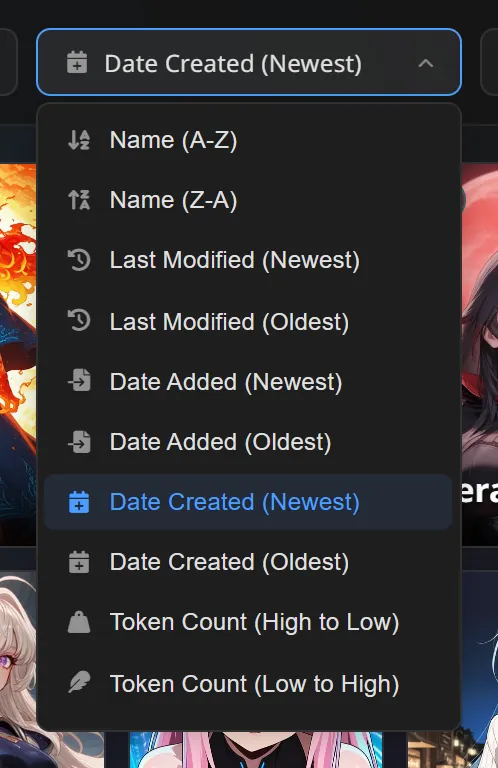 Date Created (Newest)
Name (A-Z)
Name (Z-A)
Last Modified (Newest)
Last Modified (Oldest)
Date Added (Newest)
Date Added (Oldest)
Date Created (Newest)
Date Created (Oldest)
Token Count (High to Low)
Token Count (Low to High)